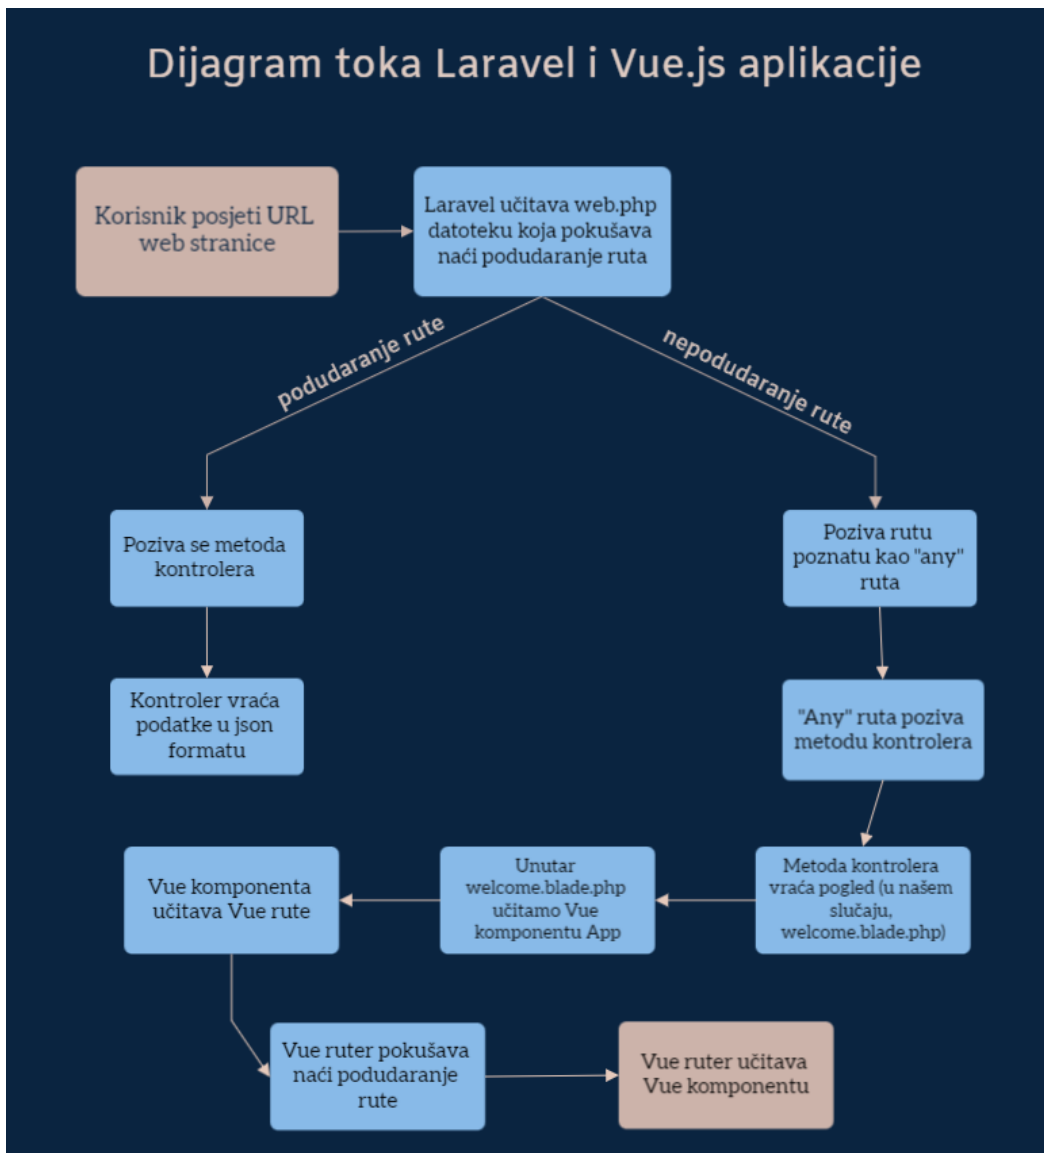 Dijagram toka Laravel i Vue.js aplikacije
Korisnik posjeti URL
web stranice
Laravel učitava web.php
datoteku koja pokušava
naći podudaranje ruta
podudaranje rute
nepodudaranje rute
Poziva se metoda
kontrolera
Poziva rutu
poznatu kao "any"
ruta
Kontroler vraća
podatke u json
formatu
"Any" ruta poziva
metodu kontrolera
Metoda kontrolera
vraća pogled (u našem
slučaju,
welcome.blade.php)
Unutar
welcome.blade.php
učitamo Vue
komponentu App
Vue komponenta
učitava Vue rute
Vue ruter pokušava
naći podudaranje
rute
Vue ruter učitava
Vue komponentu